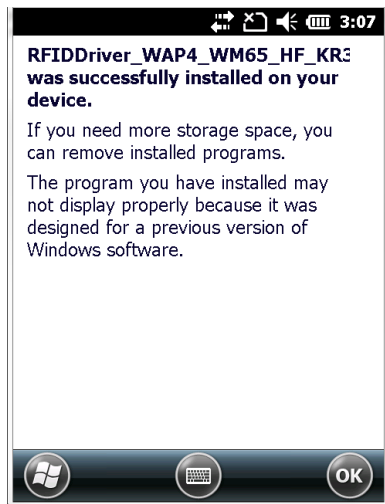 3:07
RFIDDriver_WAP4_WM65_HF_KR3
was successfully installed on your
device.
If you need more storage space, you
can remove installed programs.
The program you have installed may
not display properly because it was
designed for a previous version of
Windows software.
OK